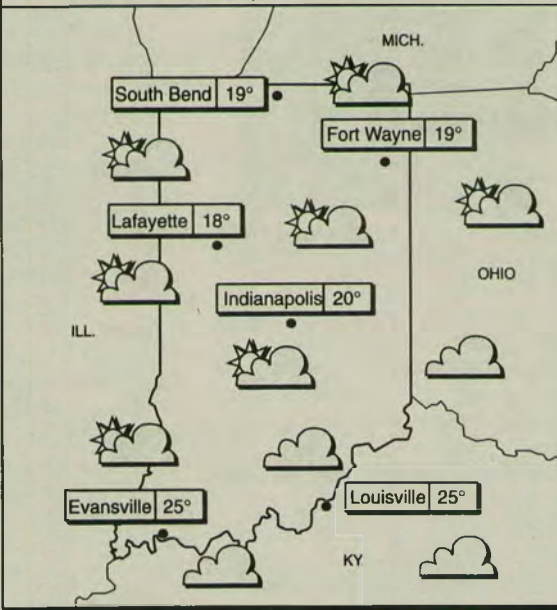 MICH.
South Bend 19°
Fort Wayne 19°
Lafayette 18°
OHIO
Indianapolis 20°
ILL.
Evansville 25°
Louisville 25°
KY